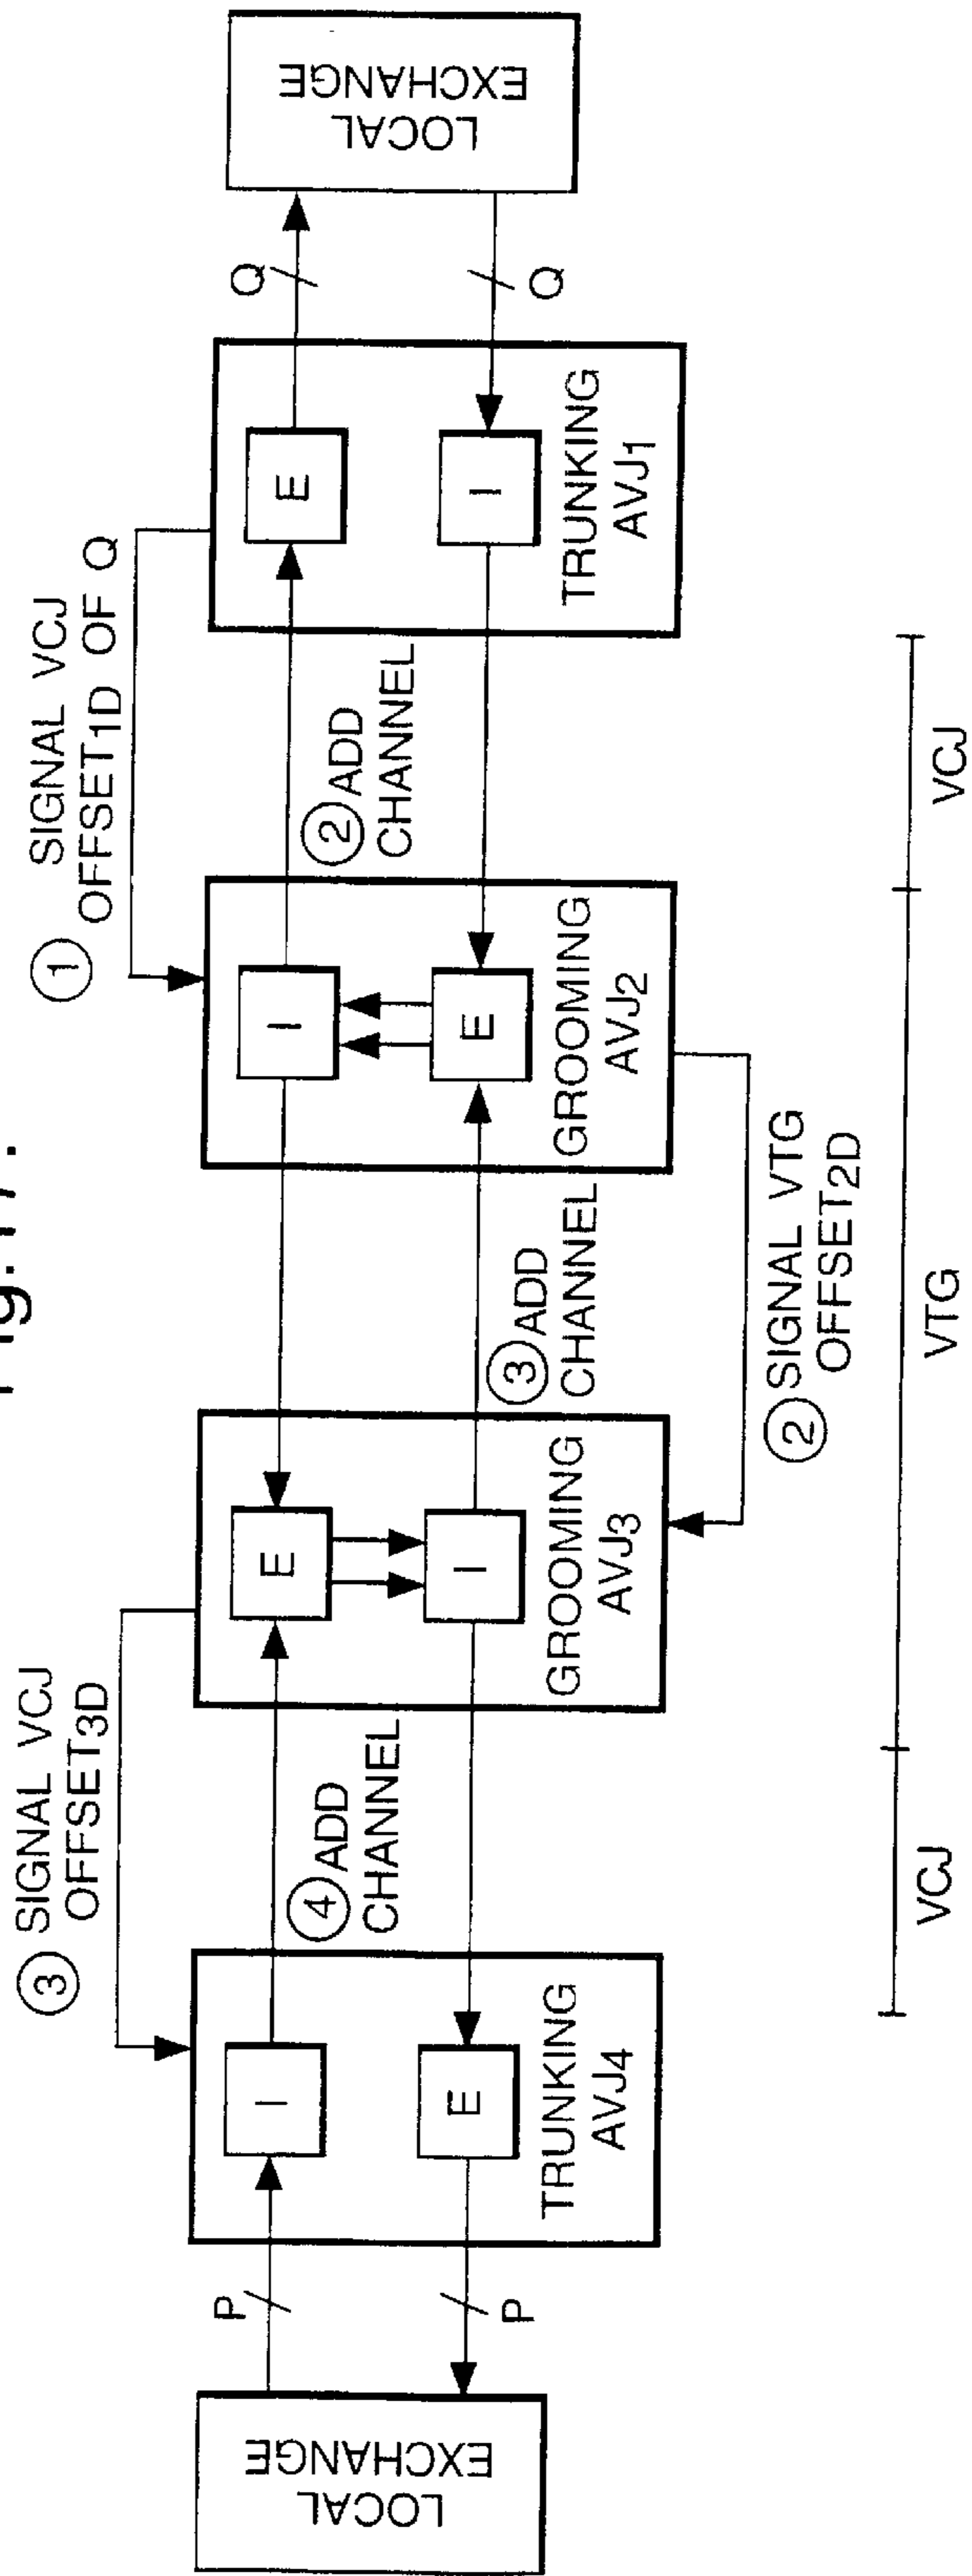 Fig.17.
LOCAL
EXCHANGE
P
P
③ SIGNAL VCJ
OFFSET3D
I
E
TRUNKING
AVJ4
④ ADD
CHANNEL
E
I
GROOMING
AVJ3
③ ADD
CHANNEL
② SIGNAL VTG
OFFSET2D
① SIGNAL VCJ
OFFSET1D OF Q
I
E
GROOMING
AVJ2
② ADD
CHANNEL
E
I
TRUNKING
AVJ1
Q
Q
LOCAL
EXCHANGE
VCJ
VTG
VCJ